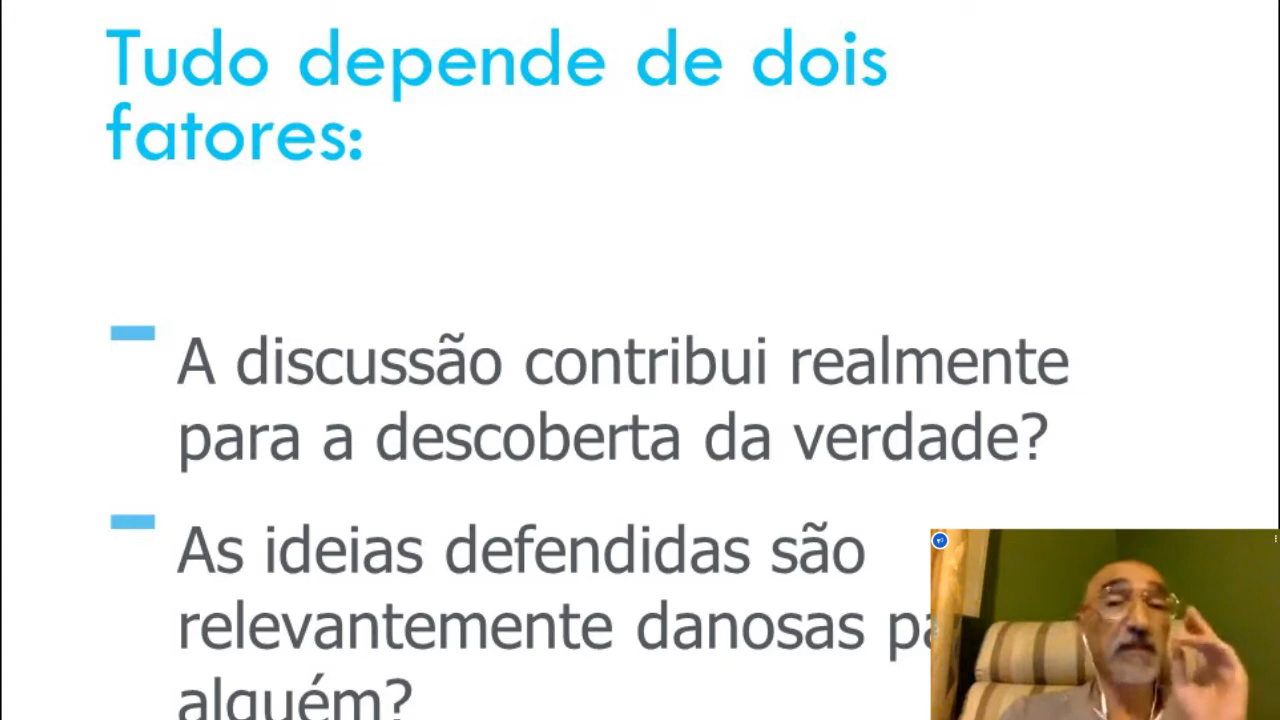 Tudo depende de dois
fatores:
A discussão contribui realmente
para a descoberta da verdade?
As ideias defendidas são
relevantemente danosas
alguém?